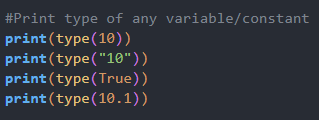 #Print type of any variable/constant
print(type(10))
print(type("10"))
print(type(True))
print(type(10.1))